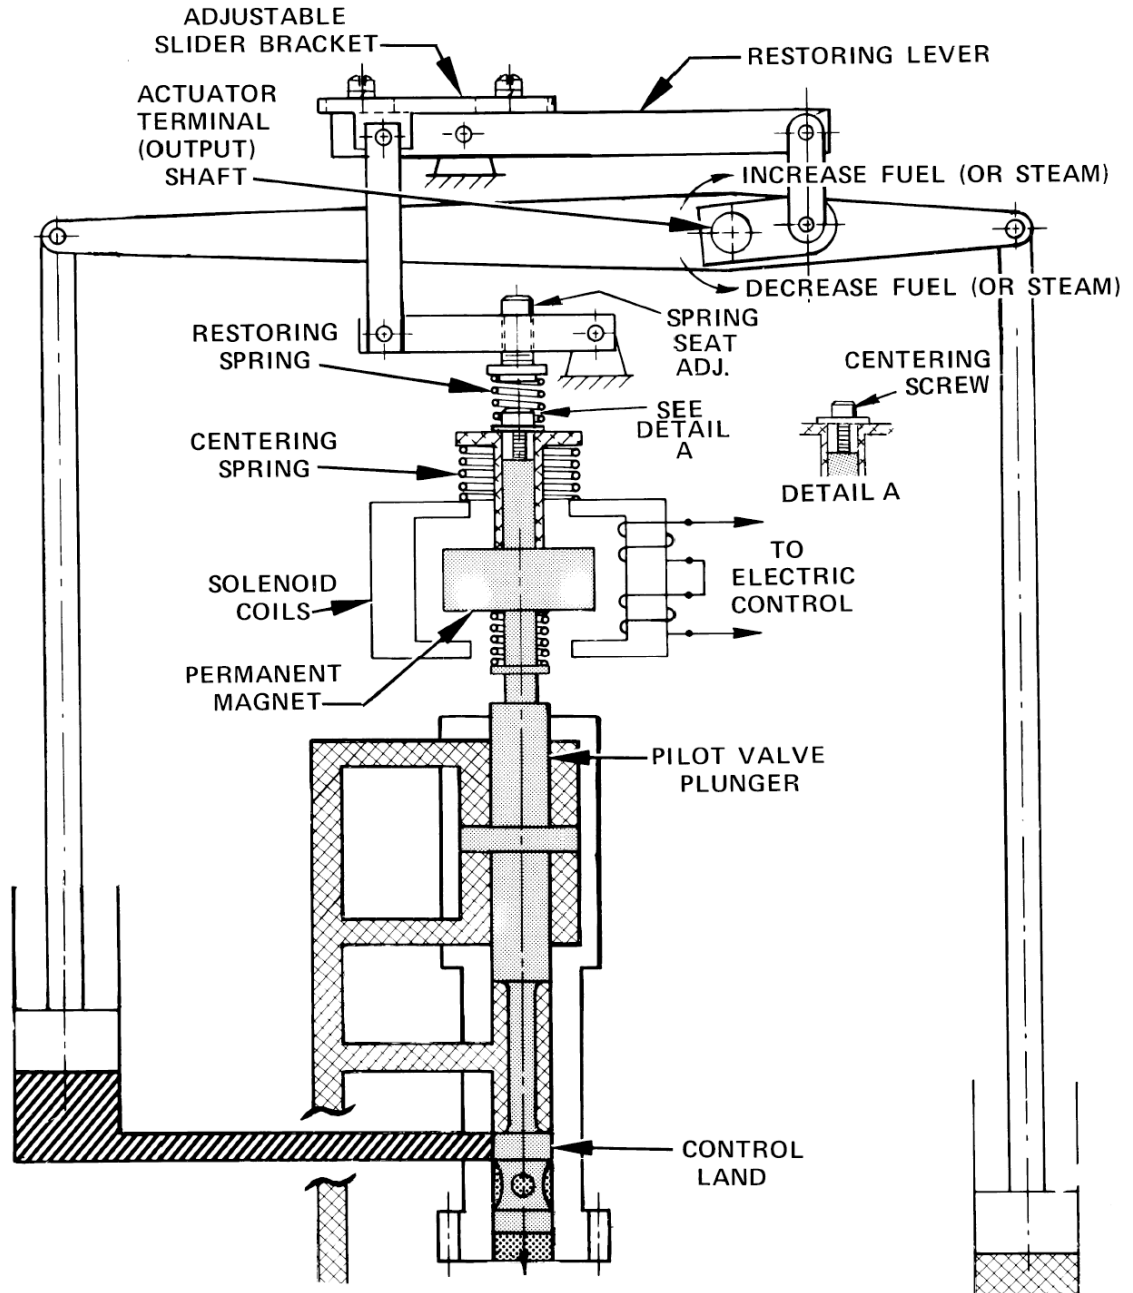 ADJUSTABLE
SLIDER BRACKET
RESTORING LEVER
ACTUATOR
TERMINAL
(OUTPUT)
SHAFT
INCREASE FUEL (OR STEAM)
DECREASE FUEL (OR STEAM)
RESTORING
SPRING
SPRING
SEAT
ADJ.
CENTERING
SCREW
SEE
DETAIL
A
CENTERING
SPRING
DETAIL A
TO
ELECTRIC
CONTROL
SOLENOID
COILS
PERMANENT
MAGNET
PILOT VALVE
PLUNGER
CONTROL
LAND